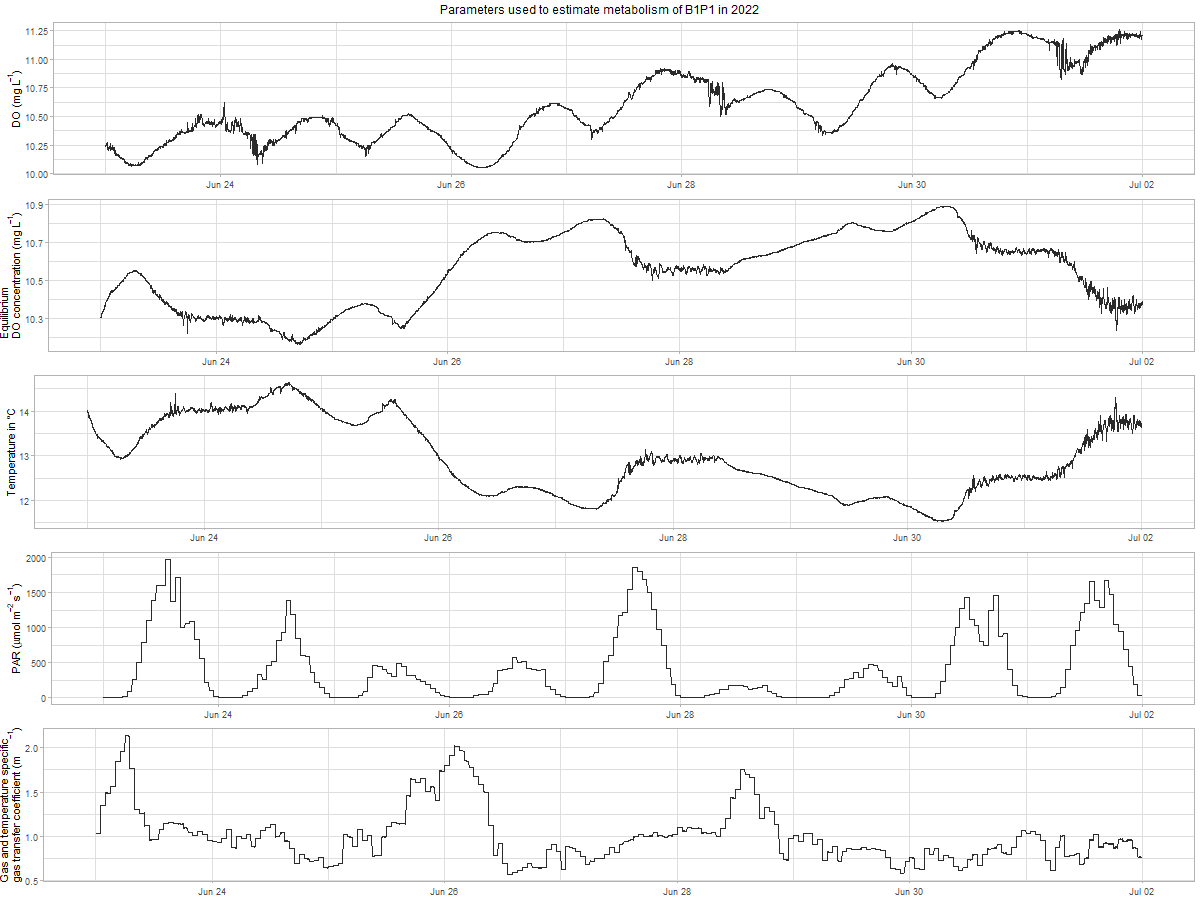 Parameters used to estimate metabolism of B1P1 in 2022
DO (mg L⁻¹)
11.25
11.00
10.75
10.50
10.25
10.00
Jun 24
Jun 26
Jun 28
Jun 30
Jul 02
Equilibrium
DO concentration (mg L⁻¹)
10.9
10.7
10.5
10.3
Jun 24
Jun 26
Jun 28
Jun 30
Jul 02
Temperature in °C
14
13
12
Jun 24
Jun 26
Jun 28
Jun 30
Jul 02
PAR (umol m⁻² s⁻¹)
2000
1500
1000
500
0
Jun 24
Jun 26
Jun 28
Jun 30
Jul 02
Gas and temperature specific
gas transfer coefficient (m⁻¹)
2.0
1.5
1.0
0.5
Jun 24
Jun 26
Jun 28
Jun 30
Jul 02